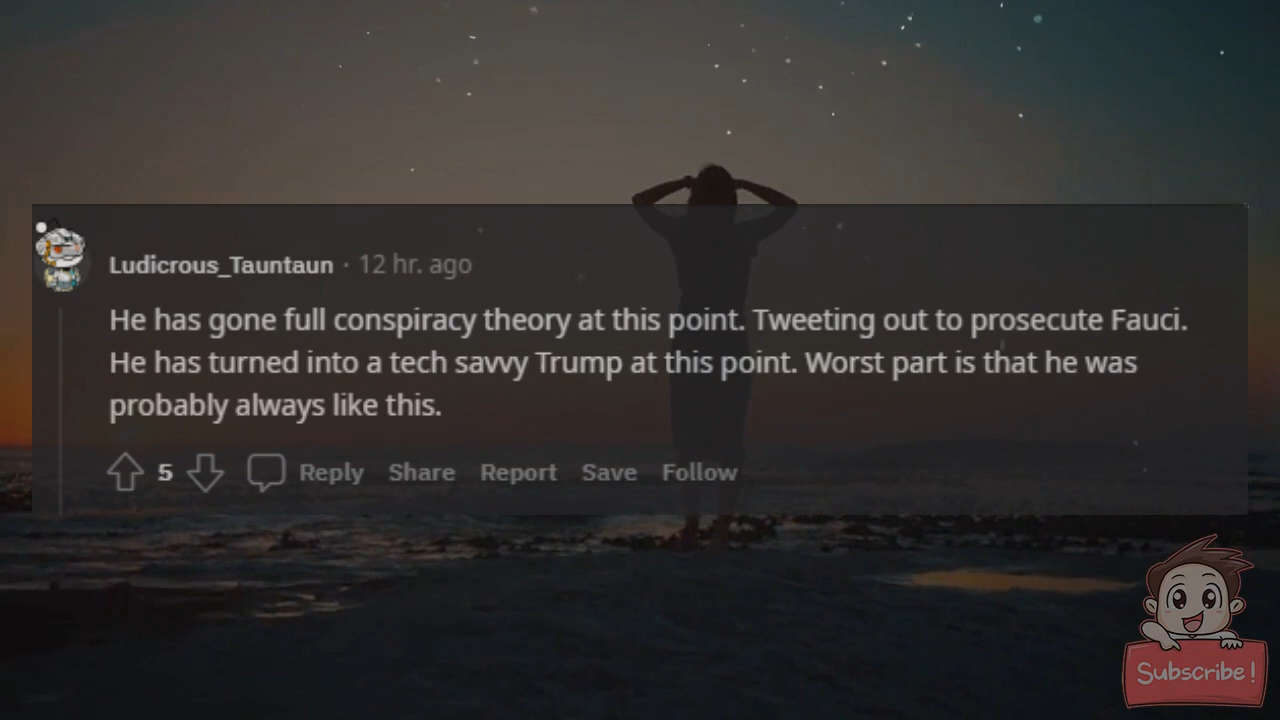 Ludicrous_Tauntaun · 12 hr. ago
He has gone full conspiracy theory at this point. Tweeting out to prosecute Fauci.
He has turned into a tech savvy Trump at this point. Worst part is that he was
probably always like this.
5 Reply Share Report Save Follow
Subscribe!